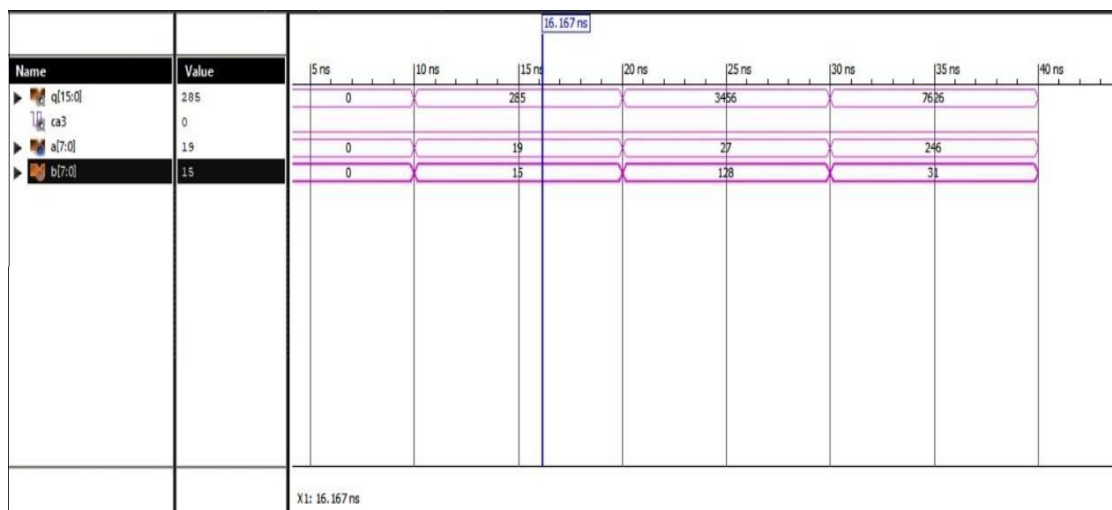 16.167 ns
Name Value 5 ns 10 ns 15 ns 20 ns 25 ns 30 ns 35 ns 40 ns
q[15:0] 285 0 285 3456 7626
ca3 0
a[7:0] 19 0 19 27 246
b[7:0] 15 0 15 128 31
X1: 16.167 ns